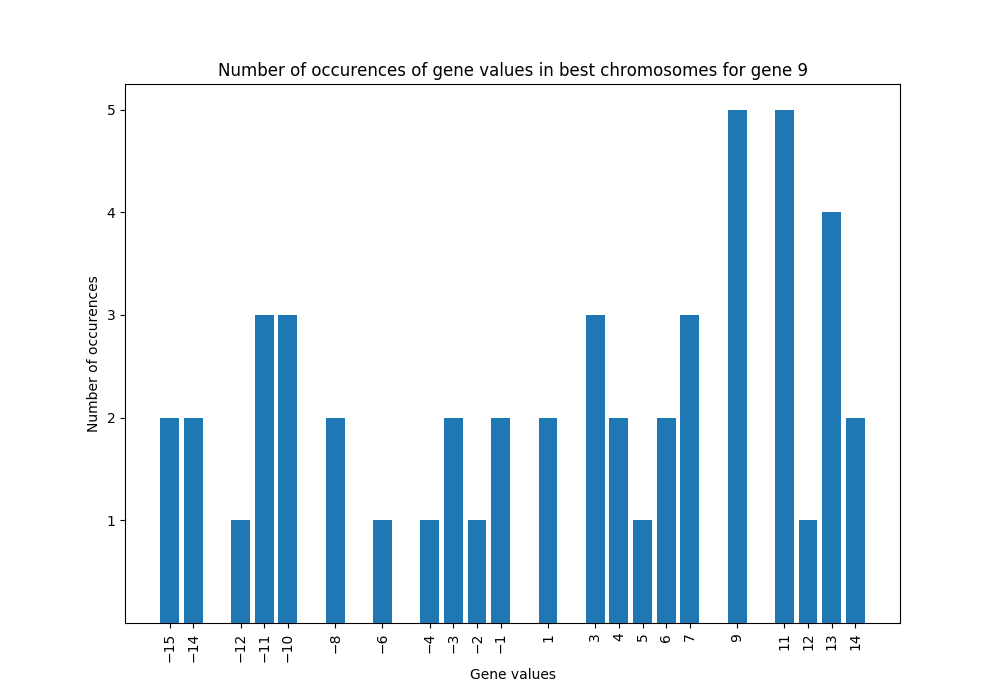 Number of occurences of gene values in best chromosomes for gene 9
5
4
3
2
1
Number of occurences
−15 −14 −12 −11 −10 −8 −6 −4 −3 −2 −1 1 3 4 5 6 7 9 11 12 13 14
Gene values